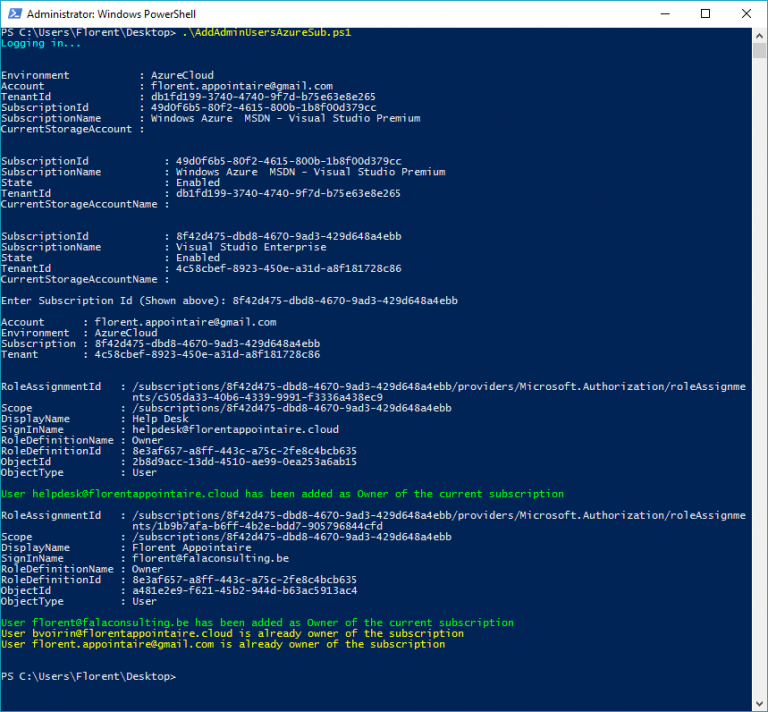 Administrator: Windows PowerShell
PS C:\Users\Florent\Desktop> .\AddAdminUsersAzureSub.ps1
Logging in...
Environment           : AzureCloud
Account               : florent.appointaire@gmail.com
TenantId              : db1fd199-3740-4740-9f7d-b75e63e8e265
SubscriptionId        : 49d0f6b5-80f2-4615-800b-1b8f00d379cc
SubscriptionName      : Windows Azure  MSDN - Visual Studio Premium
CurrentStorageAccount :
SubscriptionId            : 49d0f6b5-80f2-4615-800b-1b8f00d379cc
SubscriptionName          : Windows Azure  MSDN - Visual Studio Premium
State                     : Enabled
TenantId                  : db1fd199-3740-4740-9f7d-b75e63e8e265
CurrentStorageAccountName :
SubscriptionId            : 8f42d475-dbd8-4670-9ad3-429d648a4ebb
SubscriptionName          : Visual Studio Enterprise
State                     : Enabled
TenantId                  : 4c58cbef-8923-450e-a31d-a8f181728c86
CurrentStorageAccountName :
Enter Subscription Id (Shown above): 8f42d475-dbd8-4670-9ad3-429d648a4ebb
Account      : florent.appointaire@gmail.com
Environment  : AzureCloud
Subscription : 8f42d475-dbd8-4670-9ad3-429d648a4ebb
Tenant       : 4c58cbef-8923-450e-a31d-a8f181728c86
RoleAssignmentId   : /subscriptions/8f42d475-dbd8-4670-9ad3-429d648a4ebb/providers/Microsoft.Authorization/roleAssignme
nts/c505da33-40b6-4339-9991-f3336a438ec9
Scope              : /subscriptions/8f42d475-dbd8-4670-9ad3-429d648a4ebb
DisplayName        : Help Desk
SignInName         : helpdesk@florentappointaire.cloud
RoleDefinitionName : Owner
RoleDefinitionId   : 8e3af657-a8ff-443c-a75c-2fe8c4bcb635
ObjectId           : 2b8d9acc-13dd-4510-ae99-0ea253a6ab15
ObjectType         : User
User helpdesk@florentappointaire.cloud has been added as Owner of the current subscription
RoleAssignmentId   : /subscriptions/8f42d475-dbd8-4670-9ad3-429d648a4ebb/providers/Microsoft.Authorization/roleAssignme
nts/1b9b7afa-b6ff-4b2e-bdd7-905796844cfd
Scope              : /subscriptions/8f42d475-dbd8-4670-9ad3-429d648a4ebb
DisplayName        : Florent Appointaire
SignInName         : florent@falaconsulting.be
RoleDefinitionName : Owner
RoleDefinitionId   : 8e3af657-a8ff-443c-a75c-2fe8c4bcb635
ObjectId           : a481e2e9-f621-45b2-944d-b63ac5913ac4
ObjectType         : User
User florent@falaconsulting.be has been added as Owner of the current subscription
User bvoirin@florentappointaire.cloud is already owner of the subscription
User florent.appointaire@gmail.com is already owner of the subscription
PS C:\Users\Florent\Desktop>